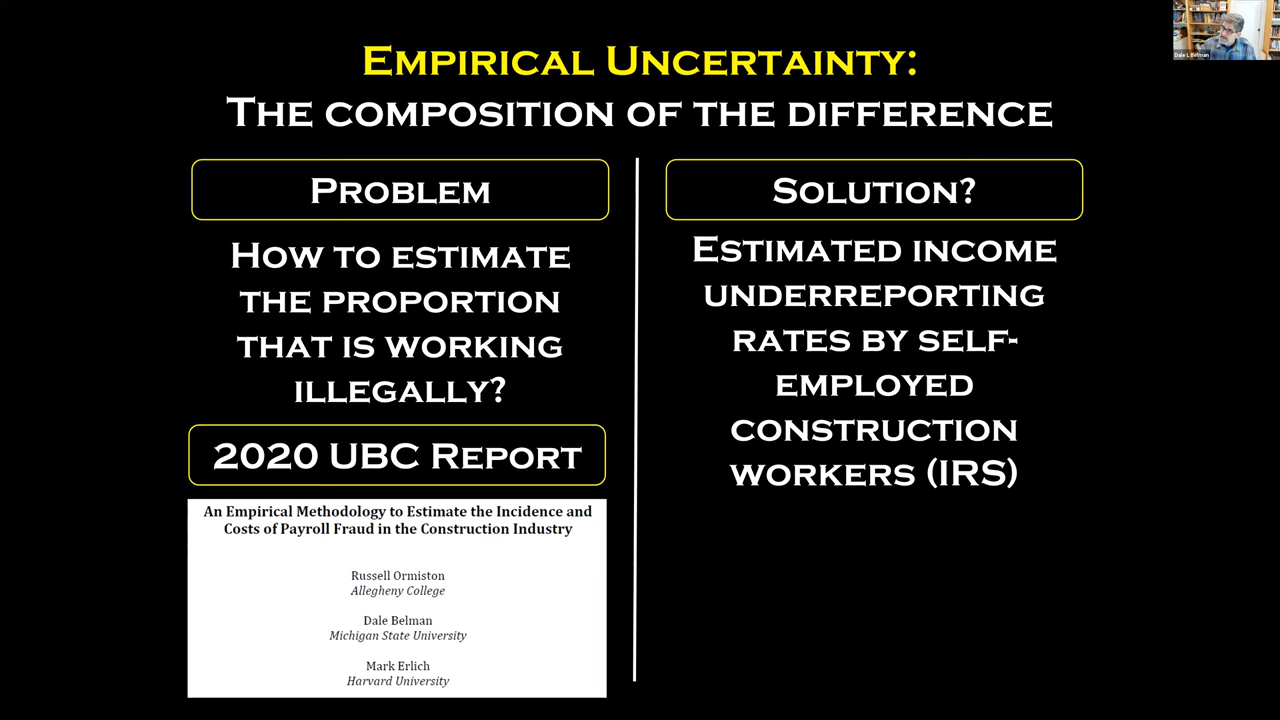 Empirical Uncertainty:
The composition of the difference
Problem
How to estimate
the proportion
that is working
illegally?
2020 UBC Report
An Empirical Methodology to Estimate the Incidence and
Costs of Payroll Fraud in the Construction Industry
Russell Ormiston
Allegheny College
Dale Belman
Michigan State University
Mark Erlich
Harvard University
Solution?
Estimated income
underreporting
rates by self-
employed
construction
workers (IRS)
Dale L Belman